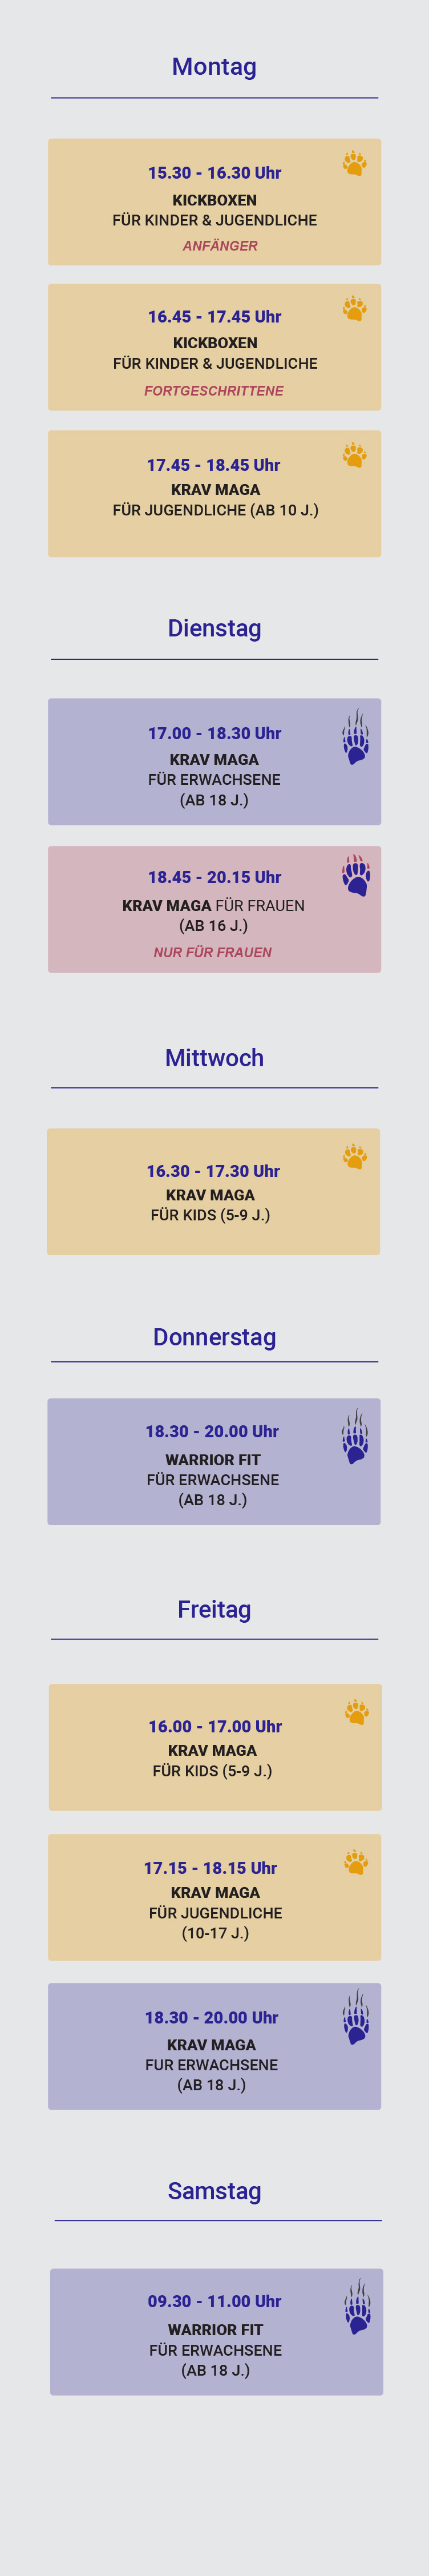 Montag
15.30 - 16.30 Uhr
KICKBOXEN
FÜR KINDER & JUGENDLICHE
ANFÄNGER
16.45 - 17.45 Uhr
KICKBOXEN
FÜR KINDER & JUGENDLICHE
FORTGESCHRITTENE
17.45 - 18.45 Uhr
KRAV MAGA
FÜR JUGENDLICHE (AB 10 J.)
Dienstag
17.00 - 18.30 Uhr
KRAV MAGA
FÜR ERWACHSENE
(AB 18 J.)
18.45 - 20.15 Uhr
KRAV MAGA FÜR FRAUEN
(AB 16 J.)
NUR FÜR FRAUEN
Mittwoch
16.30 - 17.30 Uhr
KRAV MAGA
FÜR KIDS (5-9 J.)
Donnerstag
18.30 - 20.00 Uhr
WARRIOR FIT
FÜR ERWACHSENE
(AB 18 J.)
Freitag
16.00 - 17.00 Uhr
KRAV MAGA
FÜR KIDS (5-9 J.)
17.15 - 18.15 Uhr
KRAV MAGA
FÜR JUGENDLICHE
(10-17 J.)
18.30 - 20.00 Uhr
KRAV MAGA
FUR ERWACHSENE
(AB 18 J.)
Samstag
09.30 - 11.00 Uhr
WARRIOR FIT
FÜR ERWACHSENE
(AB 18 J.)